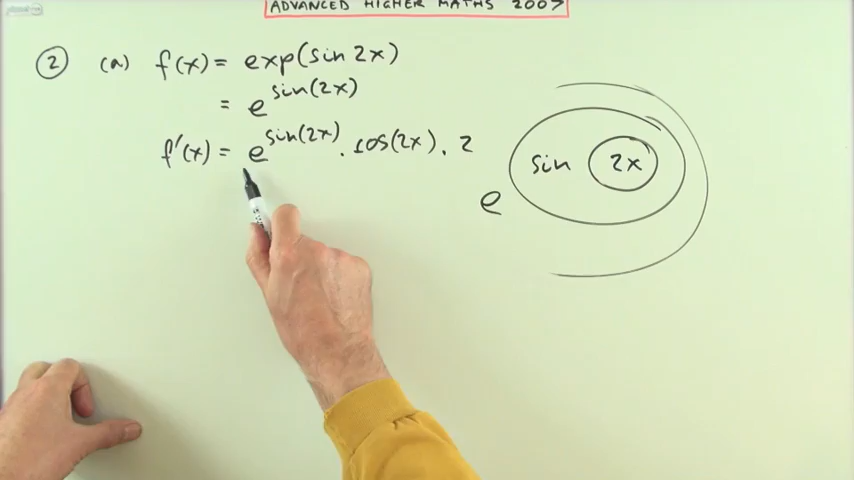 ADVANCED HIGHER MATHS 2007
② (a) f(x) = exp(sin 2x)
= e^sin(2x)
f'(x) = e^sin(2x) . cos(2x) . 2
e sin 2x